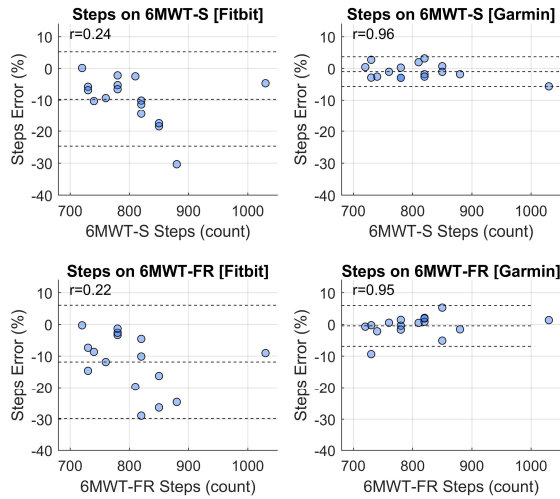 Steps on 6MWT-S [Fitbit]
r=0.24
10
0
-10
-20
-30
-40
Steps Error (%)
700 800 900 1000
6MWT-S Steps (count)
Steps on 6MWT-S [Garmin]
r=0.96
10
0
-10
-20
-30
-40
Steps Error (%)
700 800 900 1000
6MWT-S Steps (count)
Steps on 6MWT-FR [Fitbit]
r=0.22
10
0
-10
-20
-30
-40
Steps Error (%)
700 800 900 1000
6MWT-FR Steps (count)
Steps on 6MWT-FR [Garmin]
r=0.95
10
0
-10
-20
-30
-40
Steps Error (%)
700 800 900 1000
6MWT-FR Steps (count)